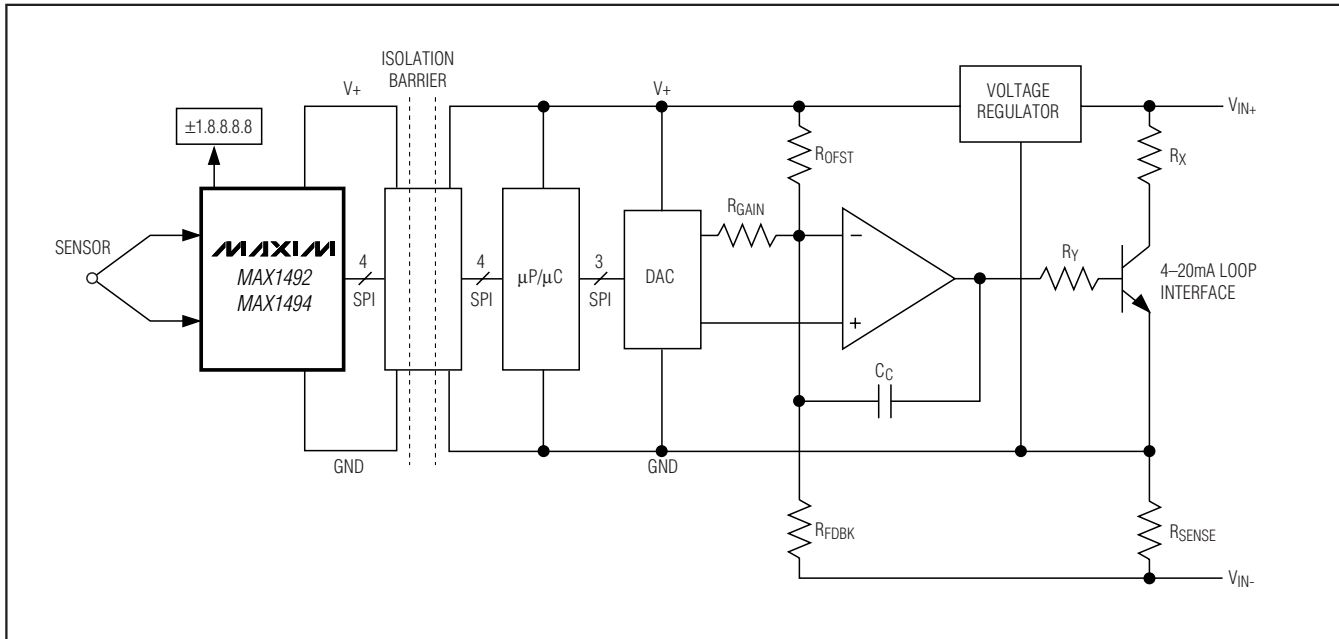 ISOLATION
BARRIER
V+
V+
VOLTAGE
REGULATOR
VIN+
±1.8.8.8.8
ROFST
RX
RGAIN
SENSOR
MAXIM
MAX1492
MAX1494
4
SPI
4
SPI
µP/µC
3
SPI
DAC
−
+
RY
4–20mA LOOP
INTERFACE
CC
GND
GND
RFDBK
RSENSE
VIN-